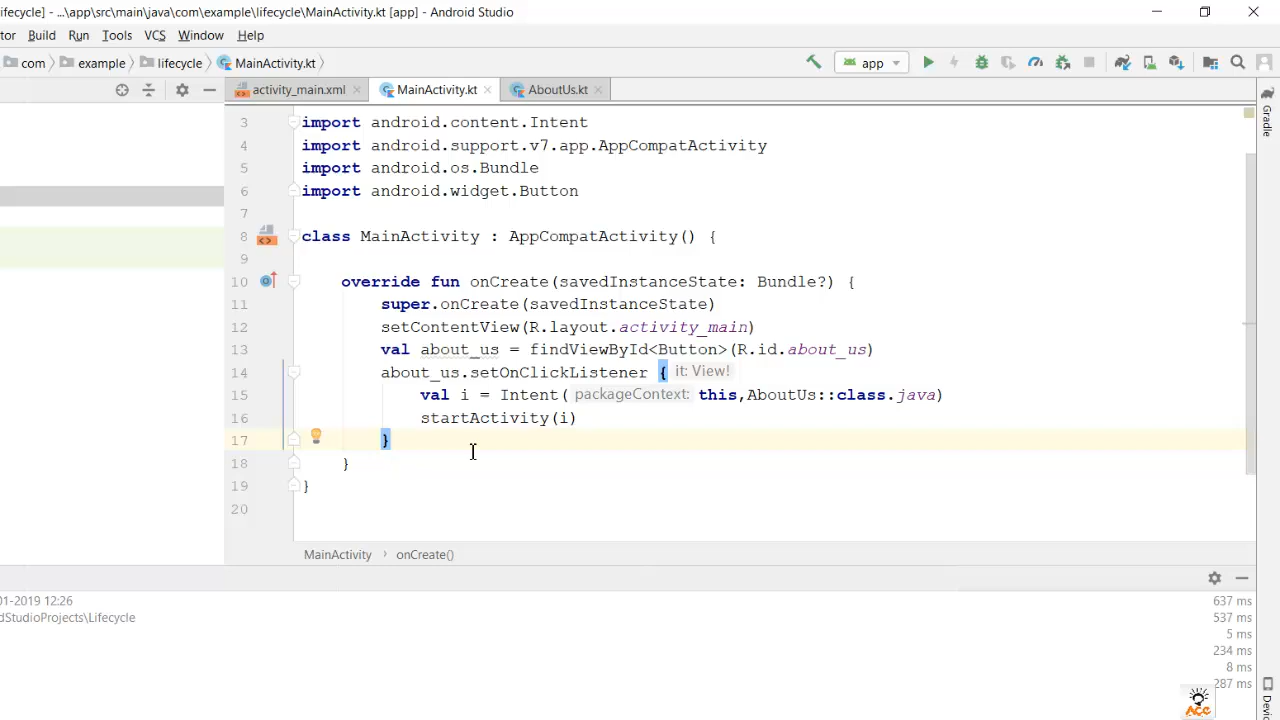 ifecycle] - ...\app\src\main\java\com\example\lifecycle\MainActivity.kt [app] - Android Studio
tor Build Run Tools VCS Window Help
com example lifecycle MainActivity.kt app
activity_main.xml MainActivity.kt AboutUs.kt
Gradle
3 import android.content.Intent
4 import android.support.v7.app.AppCompatActivity
5 import android.os.Bundle
6 import android.widget.Button
7
8 class MainActivity : AppCompatActivity() {
9
10 override fun onCreate(savedInstanceState: Bundle?) {
11 super.onCreate(savedInstanceState)
12 setContentView(R.layout.activity_main)
13 val about_us = findViewById<Button>(R.id.about_us)
14 about_us.setOnClickListener { it: View!
15 val i = Intent( packageContext: this,AboutUs::class.java)
16 startActivity(i)
17 }
18 }
19 }
20
MainActivity › onCreate()
01-2019 12:26 637 ms
dStudioProjects\Lifecycle 537 ms
5 ms
234 ms
8 ms
287 ms
Devi
ACC